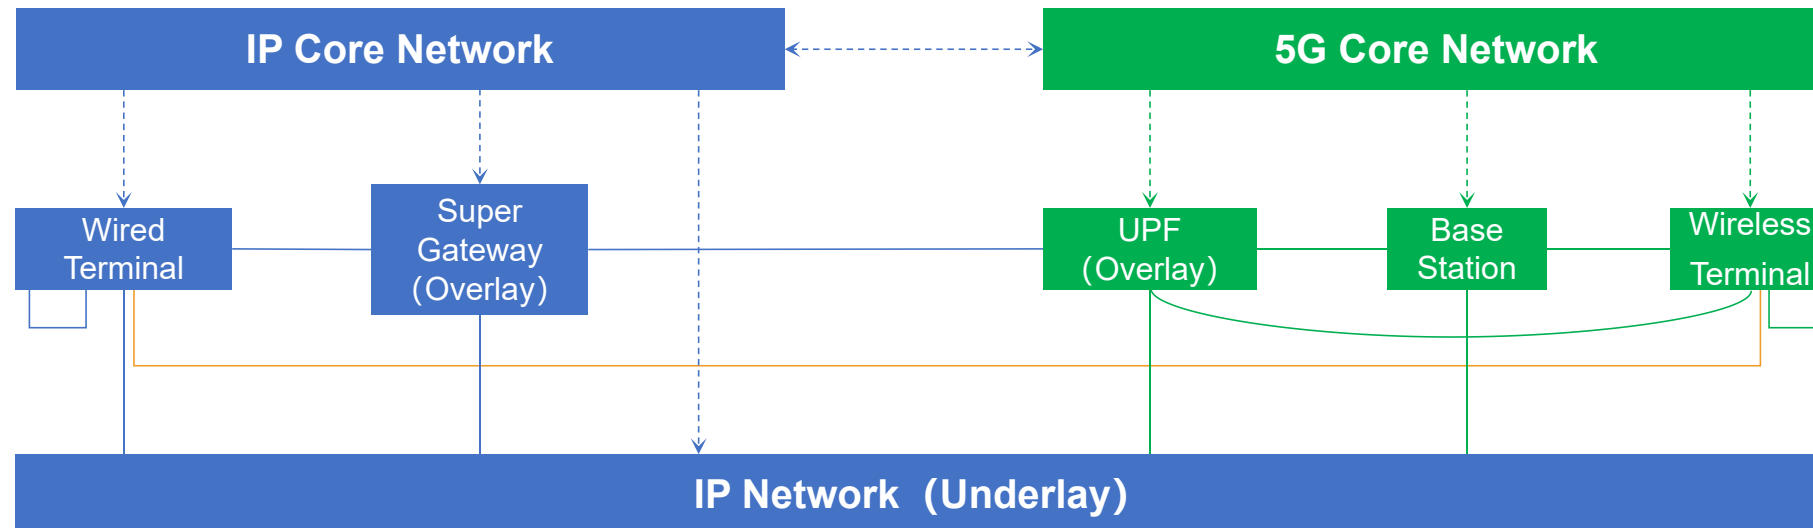 IP Core Network
5G Core Network
Wired
Terminal
Super
Gateway
（Overlay）
UPF
（Overlay）
Base
Station
Wireless
Terminal
IP Network（Underlay）